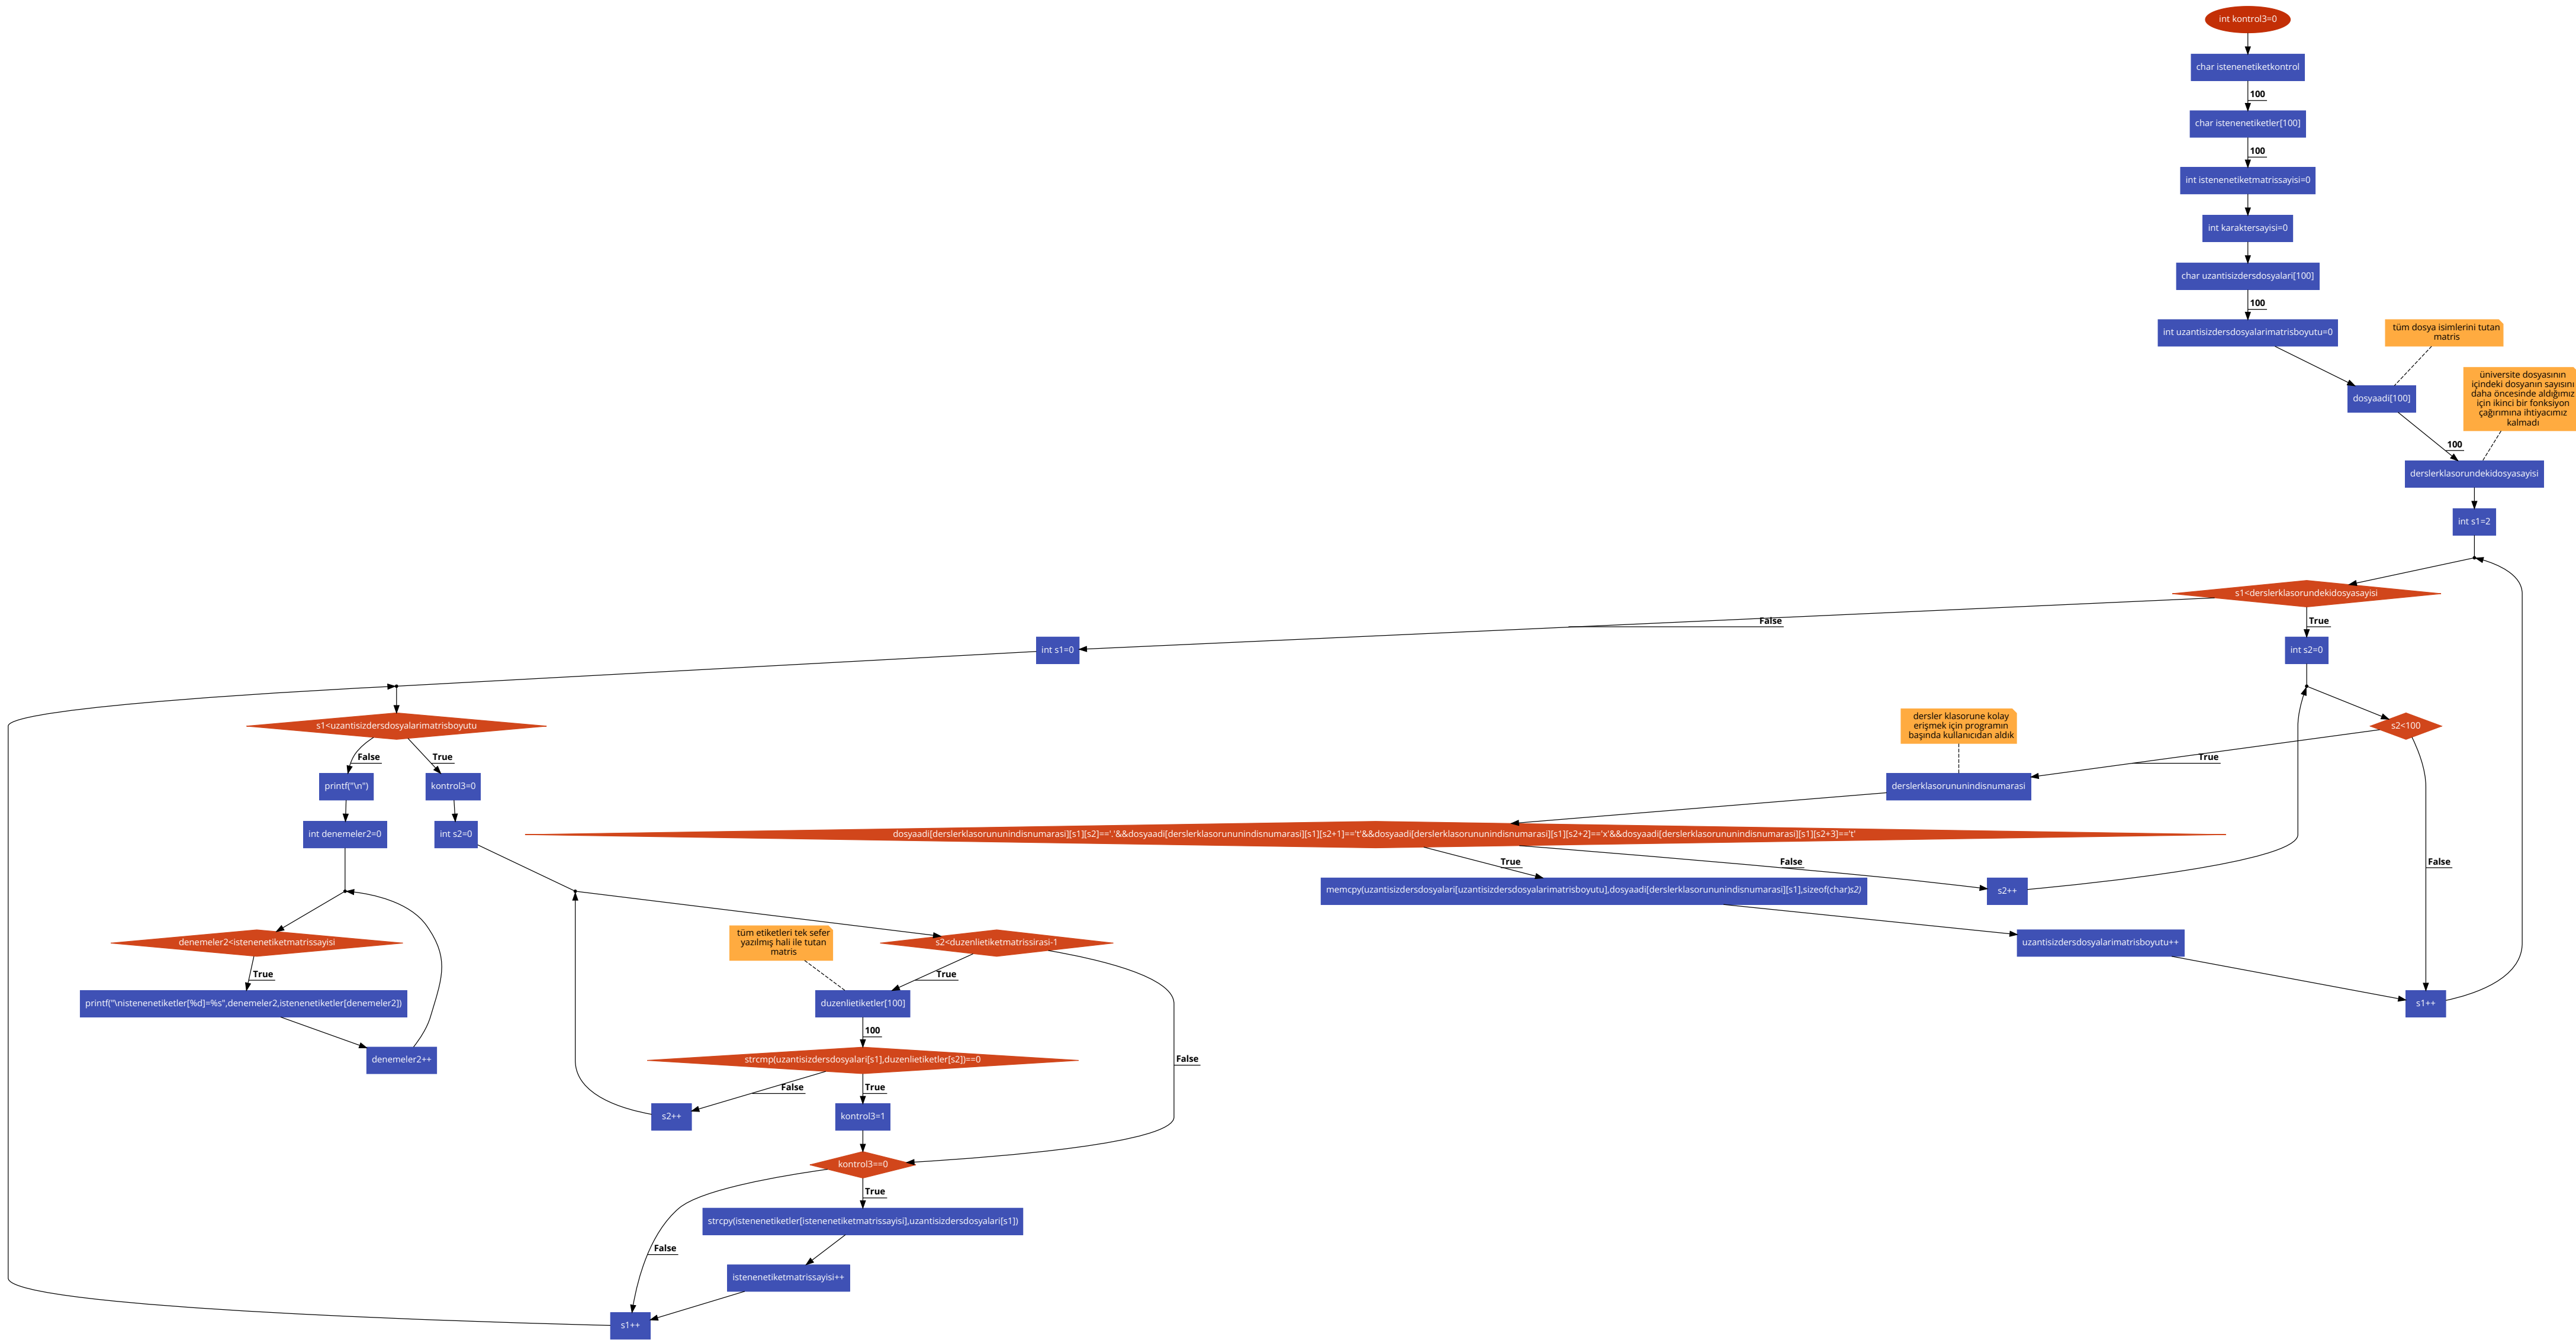 int kontrol3=0
char istenenetiketkontrol
100
char istenenetiketler[100]
100
int istenenetiketmatrissayisi=0
int karaktersayisi=0
char uzantisizdersdosyalari[100]
100
int uzantisizdersdosyalarimatrisboyutu=0
tüm dosya isimlerini tutan
matris
dosyaadi[100]
üniversite dosyasının
içindeki dosyanın sayısını
daha öncesinde aldığımız
için ikinci bir fonksiyon
çağırımına ihtiyacımız
kalmadı
100
derslerklasorundekidosyasayisi
int s1=2
s1<derslerklasorundekidosyasayisi
False
True
int s1=0
int s2=0
s1<uzantisizdersdosyalarimatrisboyutu
dersler klasorune kolay
erişmek için programın
başında kullanıcıdan aldık
s2<100
False
True
True
printf("\n")
kontrol3=0
derslerklasorununindisnumarasi
int denemeler2=0
int s2=0
dosyaadi[derslerklasorununindisnumarasi][s1][s2]=='.'&&dosyaadi[derslerklasorununindisnumarasi][s1][s2+1]=='t'&&dosyaadi[derslerklasorununindisnumarasi][s1][s2+2]=='x'&&dosyaadi[derslerklasorununindisnumarasi][s1][s2+3]=='t'
True
False
False
memcpy(uzantisizdersdosyalari[uzantisizdersdosyalarimatrisboyutu],dosyaadi[derslerklasorununindisnumarasi][s1],sizeof(char)s2)
s2++
denemeler2<istenenetiketmatrissayisi
tüm etiketleri tek sefer
yazılmış hali ile tutan
matris
s2<duzenlietiketmatrissirasi-1
uzantisizdersdosyalarimatrisboyutu++
True
True
printf("\nistenenetiketler[%d]=%s",denemeler2,istenenetiketler[denemeler2])
duzenlietiketler[100]
s1++
100
denemeler2++
strcmp(uzantisizdersdosyalari[s1],duzenlietiketler[s2])==0
False
False
True
s2++
kontrol3=1
kontrol3==0
True
strcpy(istenenetiketler[istenenetiketmatrissayisi],uzantisizdersdosyalari[s1])
False
istenenetiketmatrissayisi++
s1++